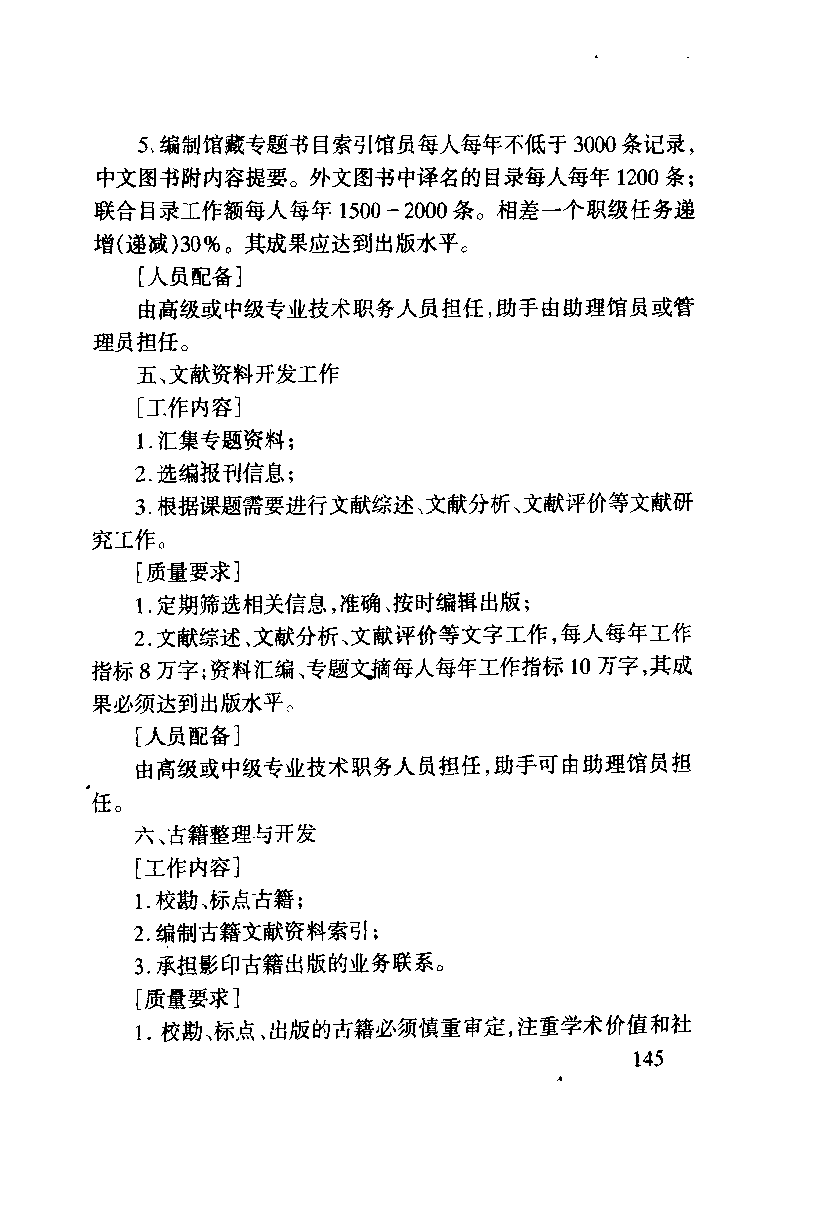 5、编制馆藏专题书目索引馆员每人每年不低于 3000 条记录,
中文图书附内容提要。外文图书中译名的目录每人每年 1200 条;
联合目录工作额每人每年 1500－2000 条。相差一个职级任务递
增(递减)30%。其成果应达到出版水平。
[人员配备]
由高级或中级专业技术职务人员担任,助手由助理馆员或管
理员担任。
五、文献资料开发工作
[工作内容]
1.汇集专题资料;
2.选编报刊信息;
3.根据课题需要进行文献综述、文献分析、文献评价等文献研
究工作。
[质量要求]
1.定期筛选相关信息,准确、按时编辑出版;
2.文献综述、文献分析、文献评价等文字工作,每人每年工作
指标 8 万字;资料汇编、专题文摘每人每年工作指标 10 万字,其成
果必须达到出版水平。
[人员配备]
由高级或中级专业技术职务人员担任,助手可由助理馆员担
任。
六、古籍整理与开发
[工作内容]
1.校勘、标点古籍;
2.编制古籍文献资料索引;
3.承担影印古籍出版的业务联系。
[质量要求]
1. 校勘、标点、出版的古籍必须慎重审定,注重学术价值和社
145